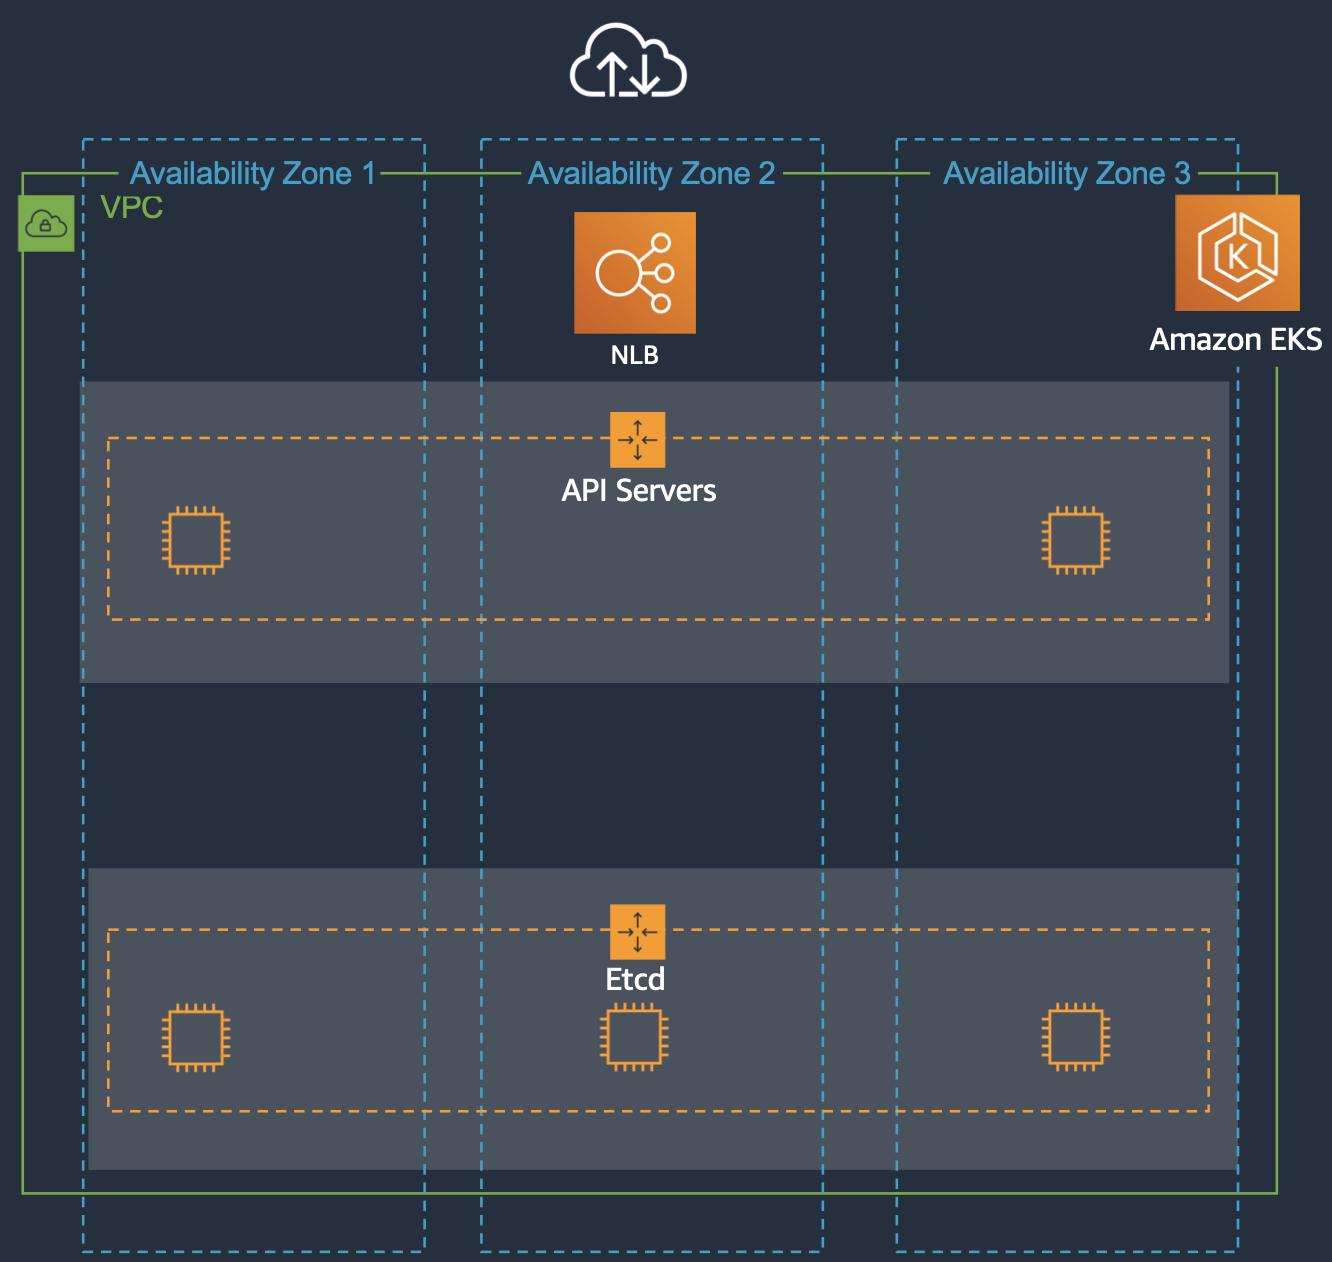 Availability Zone 1
Availability Zone 2
Availability Zone 3
VPC
NLB
K
Amazon EKS
API Servers
Etcd